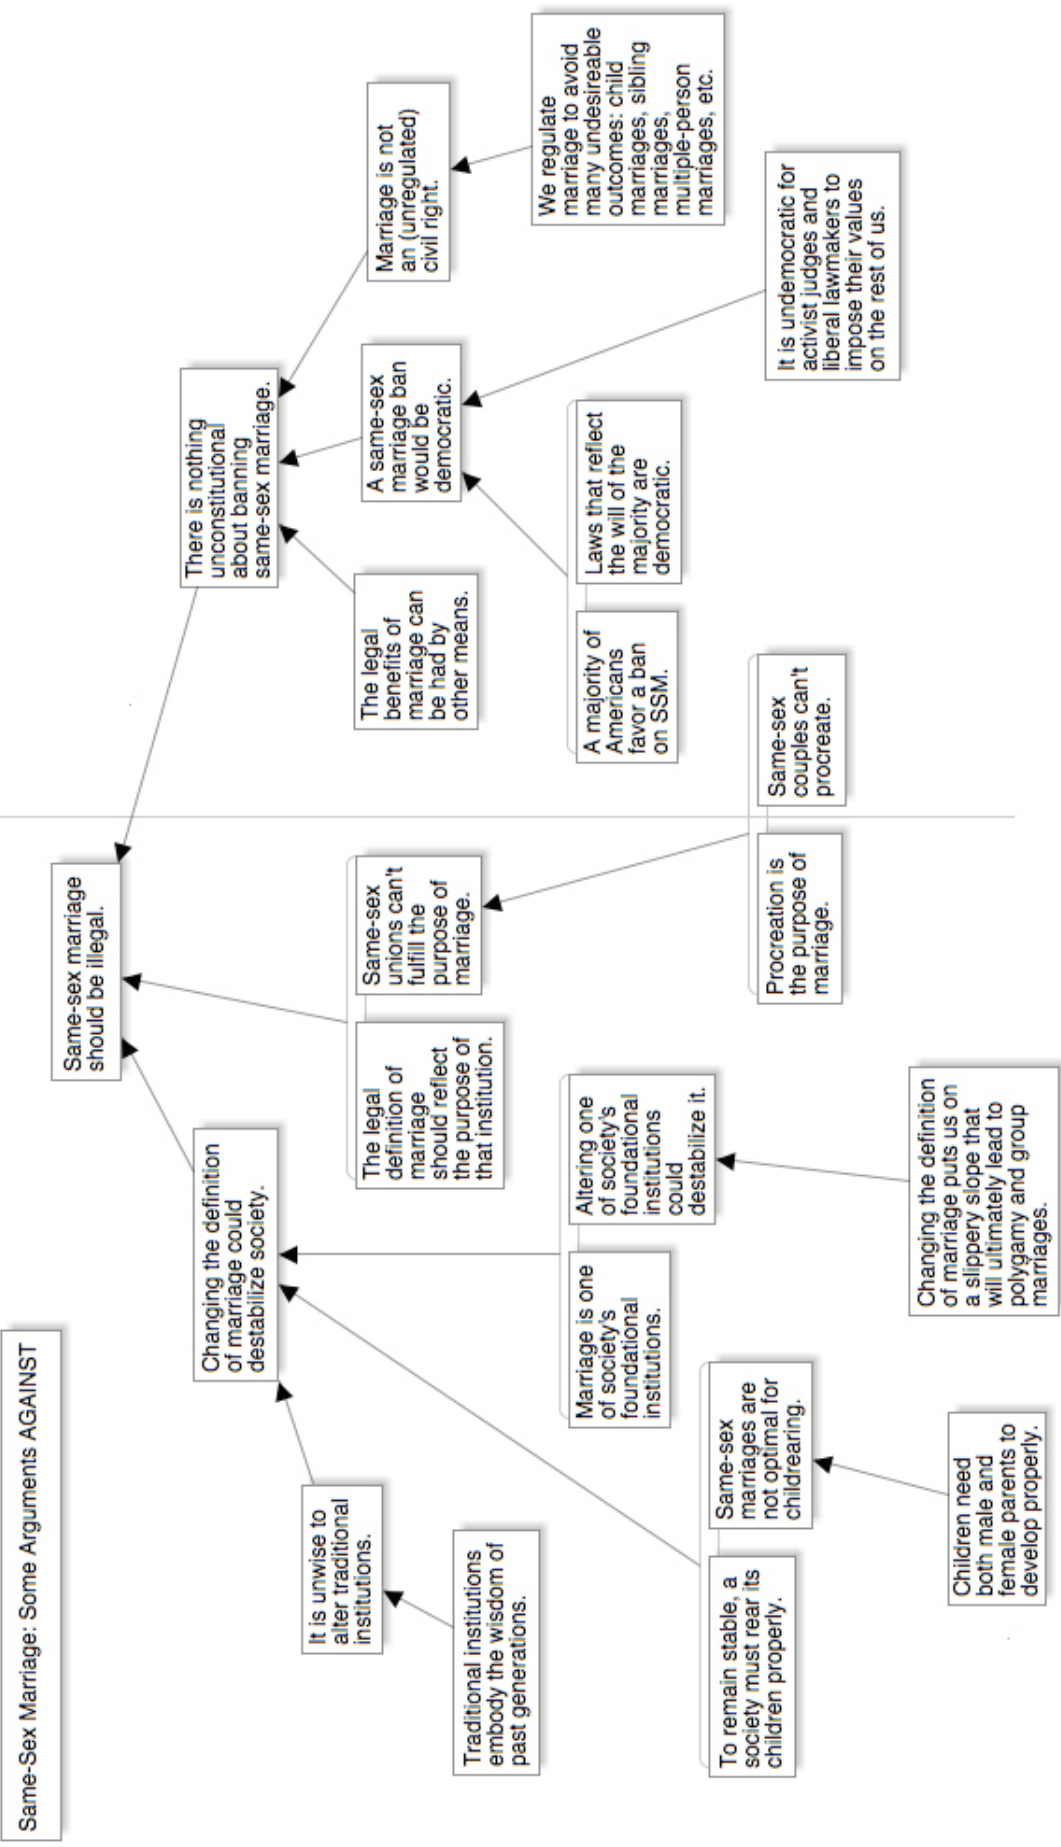 Same-Sex Marriage: Some Arguments AGAINST
Same-sex marriage
should be illegal.
Changing the definition
of marriage could
destabilize society.
There is nothing
unconstitutional
about banning
same-sex marriage.
It is unwise to
alter traditional
institutions.
The legal
definition of
marriage
should reflect
the purpose of
that institution.
Same-sex
unions can't
fulfill the
purpose of
marriage.
The legal
benefits of
marriage can
be had by
other means.
A same-sex
marriage ban
would be
democratic.
Marriage is not
an (unregulated)
civil right.
Traditional institutions
embody the wisdom of
past generations.
Marriage is one
of society's
foundational
institutions.
Altering one
of society's
foundational
institutions
could
destabilize it.
A majority of
Americans
favor a ban
on SSM.
Laws that reflect
the will of the
majority are
democratic.
We regulate
marriage to avoid
many undesireable
outcomes: child
marriages, sibling
marriages,
multiple-person
marriages, etc.
To remain stable, a
society must rear its
children properly.
Same-sex
marriages are
not optimal for
childrearing.
Procreation is
the purpose of
marriage.
Same-sex
couples can't
procreate.
It is undemocratic for
activist judges and
liberal lawmakers to
impose their values
on the rest of us.
Children need
both male and
female parents to
develop properly.
Changing the definition
of marriage puts us on
a slippery slope that
will ultimately lead to
polygamy and group
marriages.